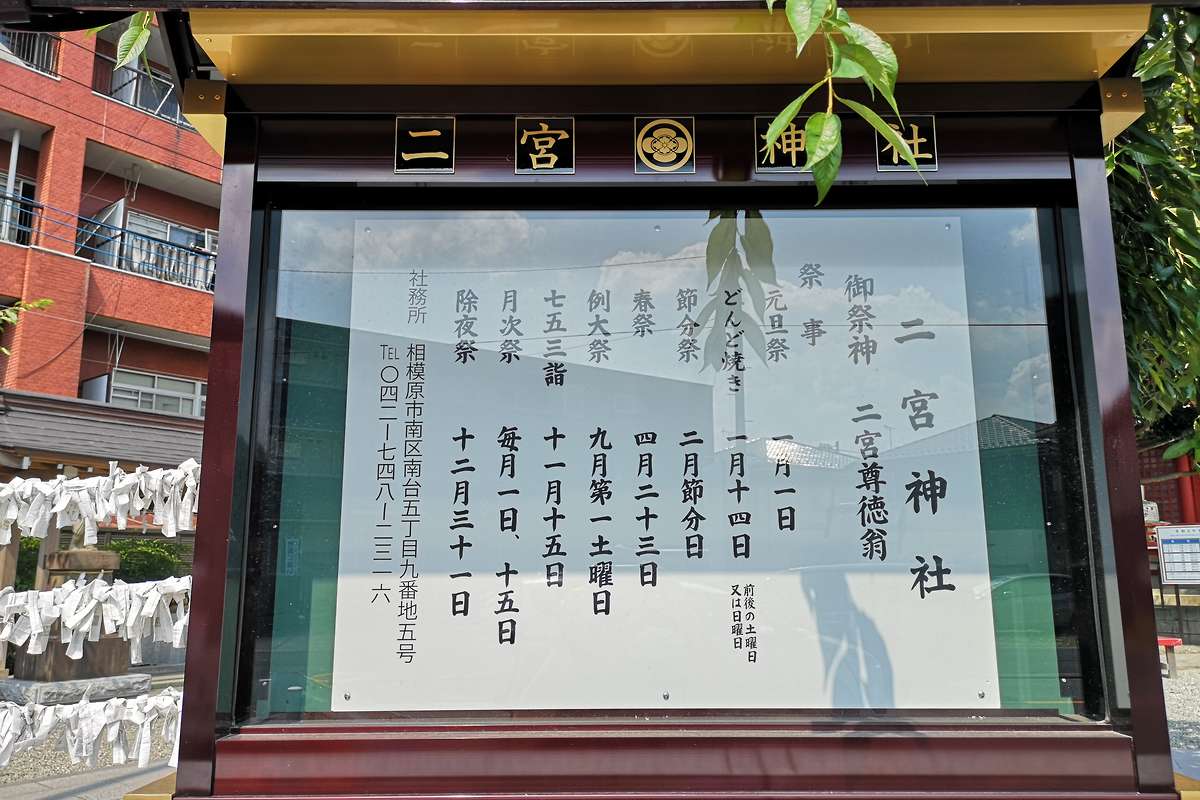 二宮神社
二宮神社
御祭神　二宮尊徳翁
祭事
元旦祭　一月一日
どんど焼き　一月十四日　前後の土曜日
又は日曜日
節分祭　二月節分日
春祭　四月二十三日
例大祭　九月第一土曜日
七五三詣　十一月十五日
月次祭　毎月一日、十五日
除夜祭　十二月三十一日
社務所　相模原市南区南台五丁目九番地五号
TEL 〇四二ー七四八ー二三一六